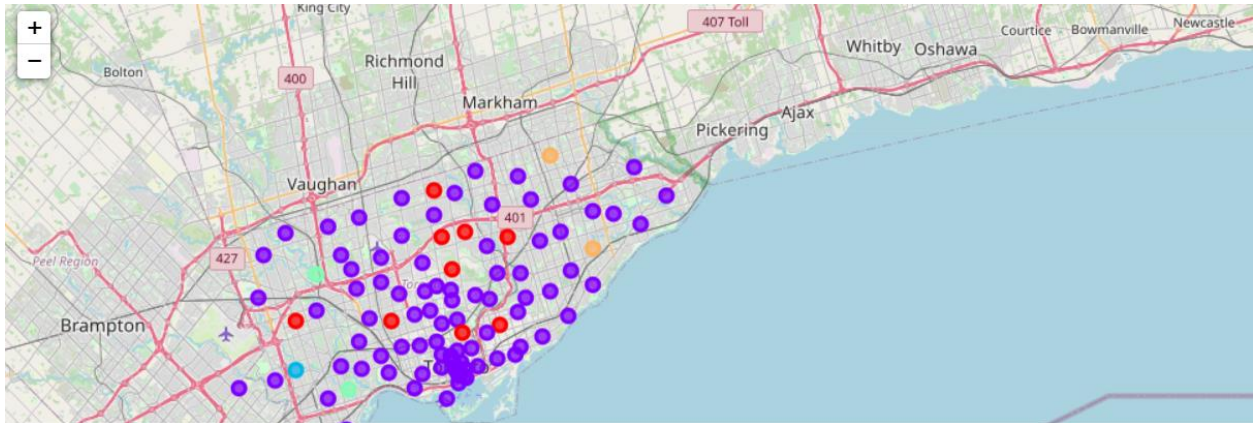 +
−
King City
407 Toll
Newcastle
Courtice
Bowmanville
Whitby
Oshawa
Richmond
Hill
Bolton
400
Markham
Ajax
Pickering
Vaughan
401
427
Peel Region
Brampton